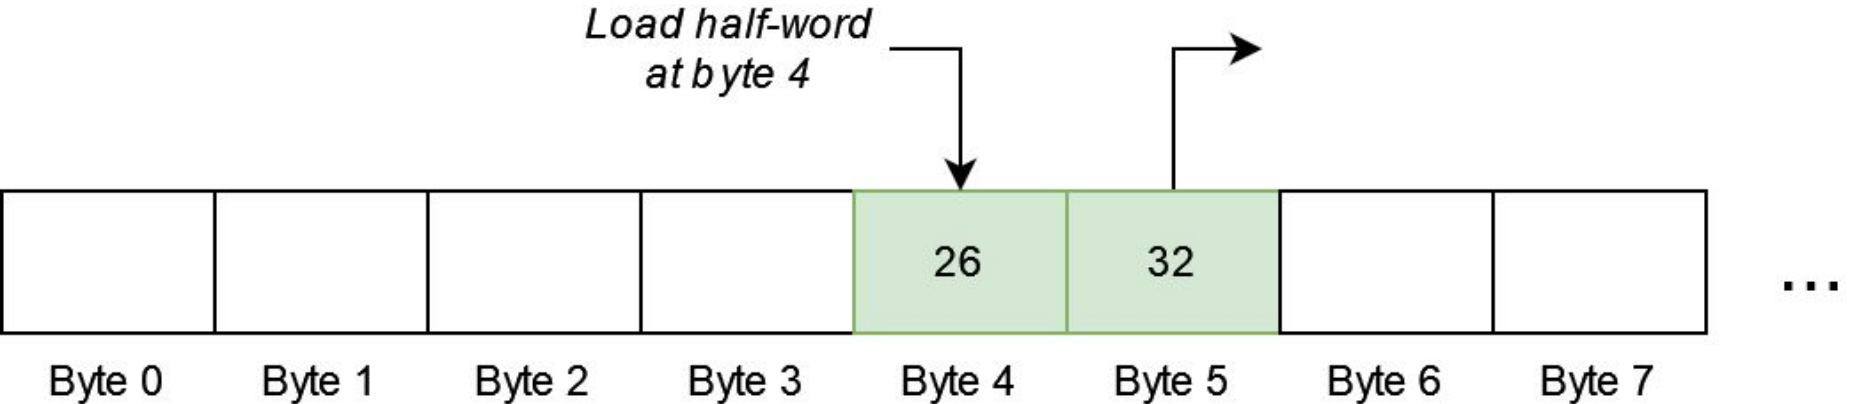 Load half-word
at byte 4
26
32
...
Byte 0
Byte 1
Byte 2
Byte 3
Byte 4
Byte 5
Byte 6
Byte 7